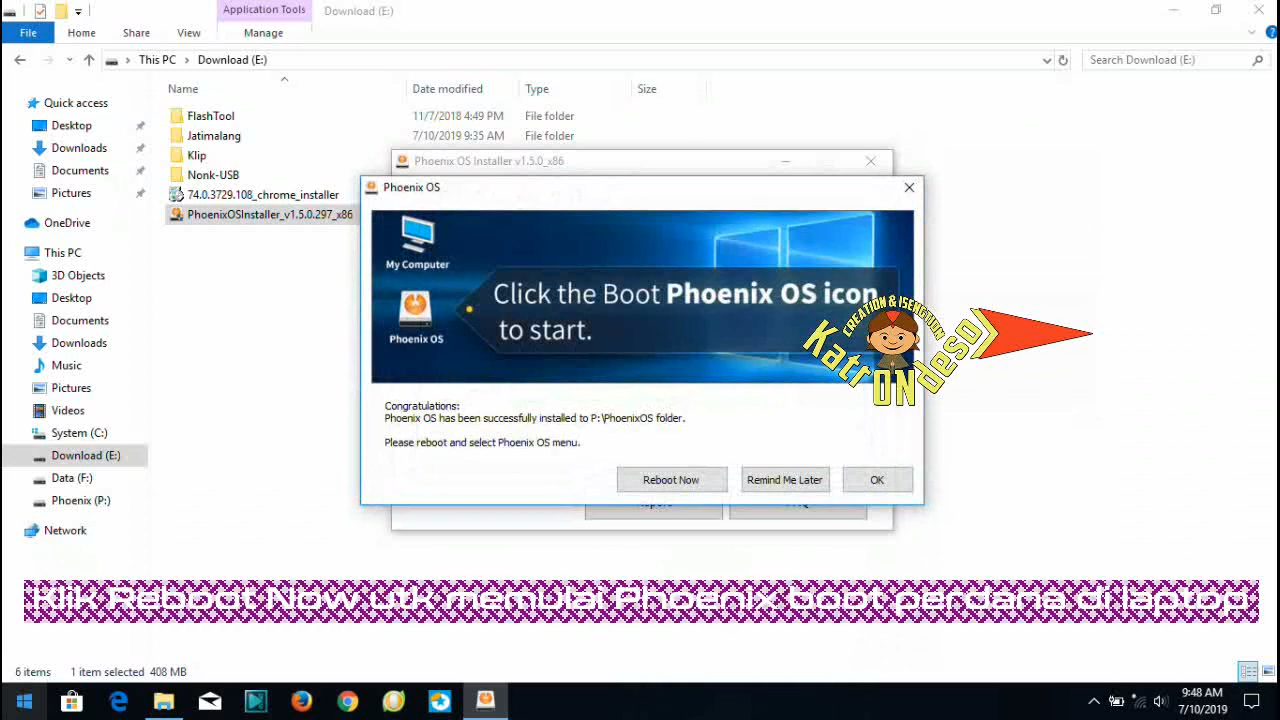 Application Tools
Download (E:)
File
Home
Share
View
Manage
This PC
Download (E:)
Search Download (E:)
Name
Date modified
Type
Size
Quick access
Desktop
Downloads
Documents
Pictures
OneDrive
This PC
3D Objects
Desktop
Documents
Downloads
Music
Pictures
Videos
System (C:)
Download (E:)
Data (F:)
Phoenix (P:)
Network
FlashTool 11/7/2018 4:49 PM File folder
Jatimalang 7/10/2019 9:35 AM File folder
Klip
Nonk-USB
74.0.3729.108_chrome_installer
PhoenixOSInstaller_v1.5.0.297_x86
Phoenix OS Installer v1.5.0_x86
Phoenix OS
My Computer
Phoenix OS
Click the Boot Phoenix OS icon
to start.
CREATION & ISENGTUON
KatrONdeso
Congratulations:
Phoenix OS has been successfully installed to P:\PhoenixOS folder.
Please reboot and select Phoenix OS menu.
Reboot Now
Remind Me Later
OK
Klik Reboot Now utk memulai Phoenix boot perdana di laptop
6 items
1 item selected 408 MB
9:48 AM
7/10/2019